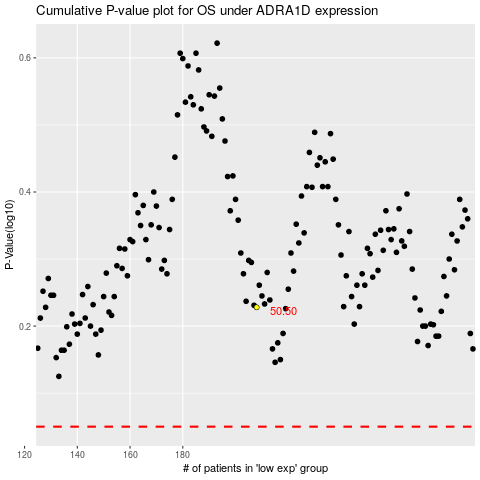 Cumulative P-value plot for OS under ADRA1D expression
P-Value(log10)
0.6
0.4
0.2
50:50
120 140 160 180
# of patients in 'low exp' group